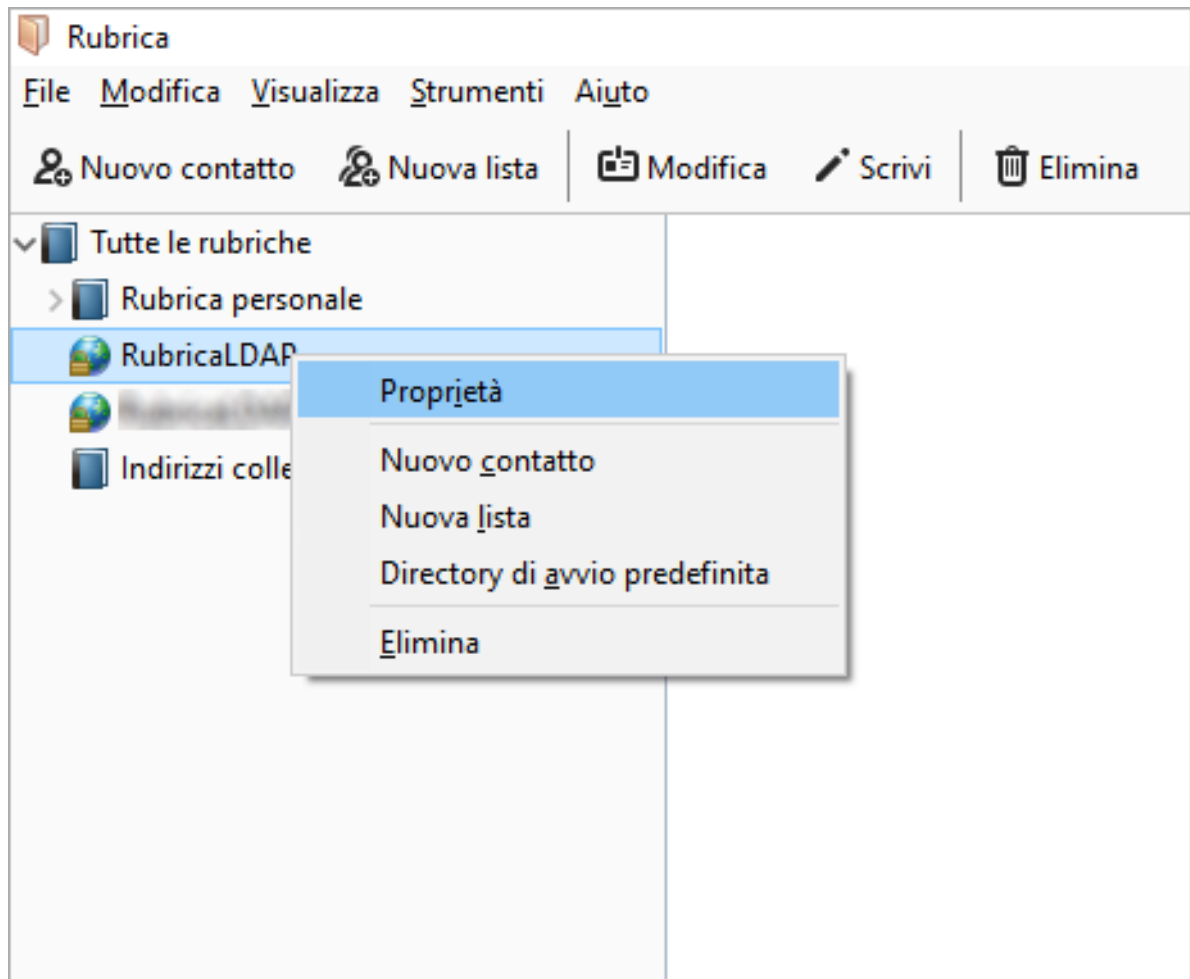 Rubrica
File Modifica Visualizza Strumenti Aiuto
Nuovo contatto Nuova lista Modifica Scrivi Elimina
Tutte le rubriche
Rubrica personale
RubricaLDAP
Proprietà
Nuovo contatto
Indirizzi colle
Nuova lista
Directory di avvio predefinita
Elimina